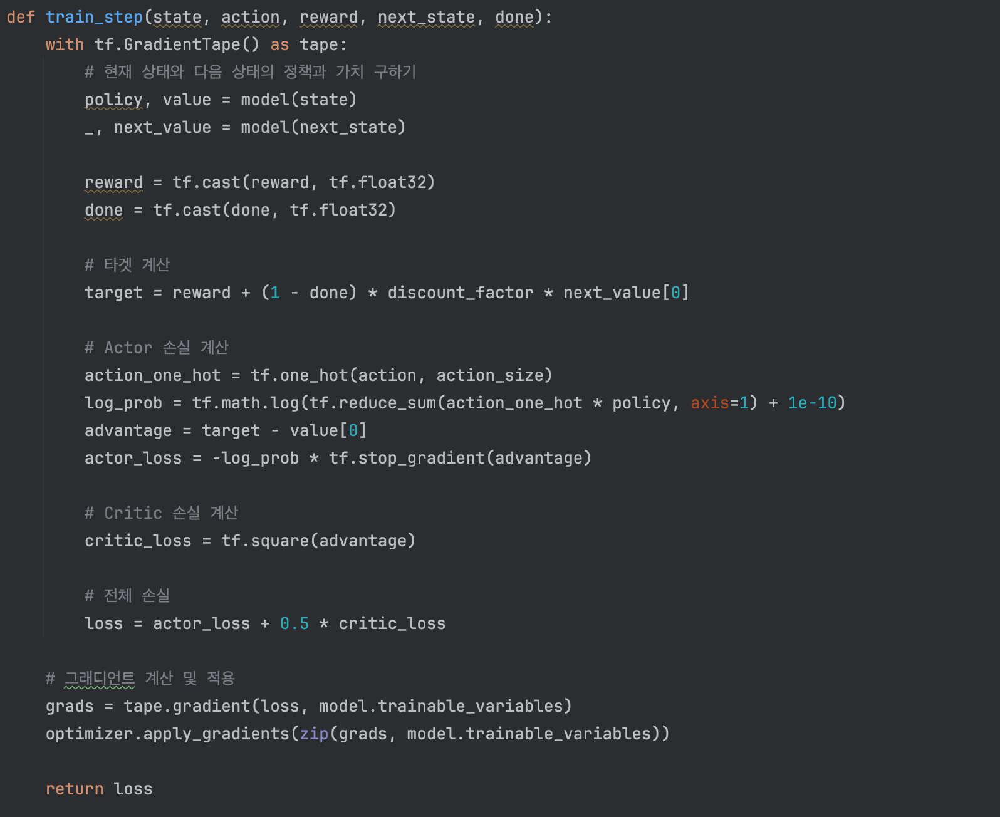 def train_step(state, action, reward, next_state, done):
    with tf.GradientTape() as tape:
        # 현재 상태와 다음 상태의 정책과 가치 구하기
        policy, value = model(state)
        _, next_value = model(next_state)

        reward = tf.cast(reward, tf.float32)
        done = tf.cast(done, tf.float32)

        # 타겟 계산
        target = reward + (1 - done) * discount_factor * next_value[0]

        # Actor 손실 계산
        action_one_hot = tf.one_hot(action, action_size)
        log_prob = tf.math.log(tf.reduce_sum(action_one_hot * policy, axis=1) + 1e-10)
        advantage = target - value[0]
        actor_loss = -log_prob * tf.stop_gradient(advantage)

        # Critic 손실 계산
        critic_loss = tf.square(advantage)

        # 전체 손실
        loss = actor_loss + 0.5 * critic_loss

    # 그래디언트 계산 및 적용
    grads = tape.gradient(loss, model.trainable_variables)
    optimizer.apply_gradients(zip(grads, model.trainable_variables))

    return loss